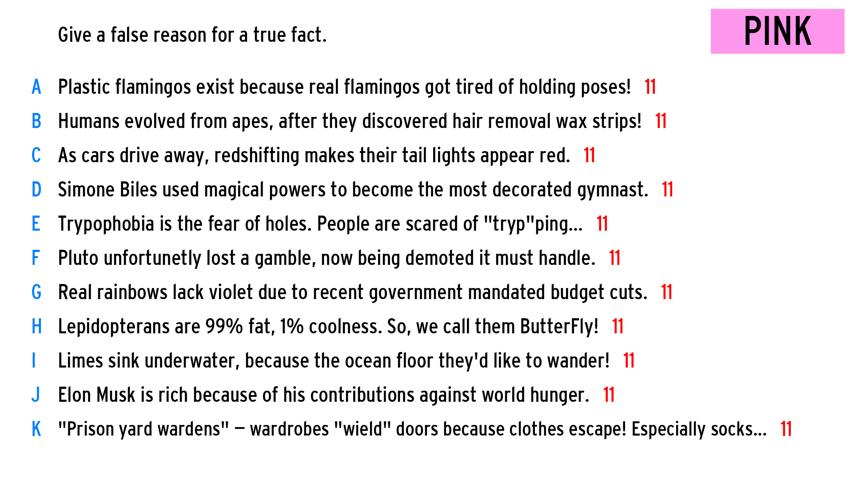 Give a false reason for a true fact.
PINK
A Plastic flamingos exist because real flamingos got tired of holding poses! 11
B Humans evolved from apes, after they discovered hair removal wax strips! 11
C As cars drive away, redshifting makes their tail lights appear red. 11
D Simone Biles used magical powers to become the most decorated gymnast. 11
E Trypophobia is the fear of holes. People are scared of "tryp"ping... 11
F Pluto unfortunetly lost a gamble, now being demoted it must handle. 11
G Real rainbows lack violet due to recent government mandated budget cuts. 11
H Lepidopterans are 99% fat, 1% coolness. So, we call them ButterFly! 11
I Limes sink underwater, because the ocean floor they'd like to wander! 11
J Elon Musk is rich because of his contributions against world hunger. 11
K "Prison yard wardens" – wardrobes "wield" doors because clothes escape! Especially socks... 11